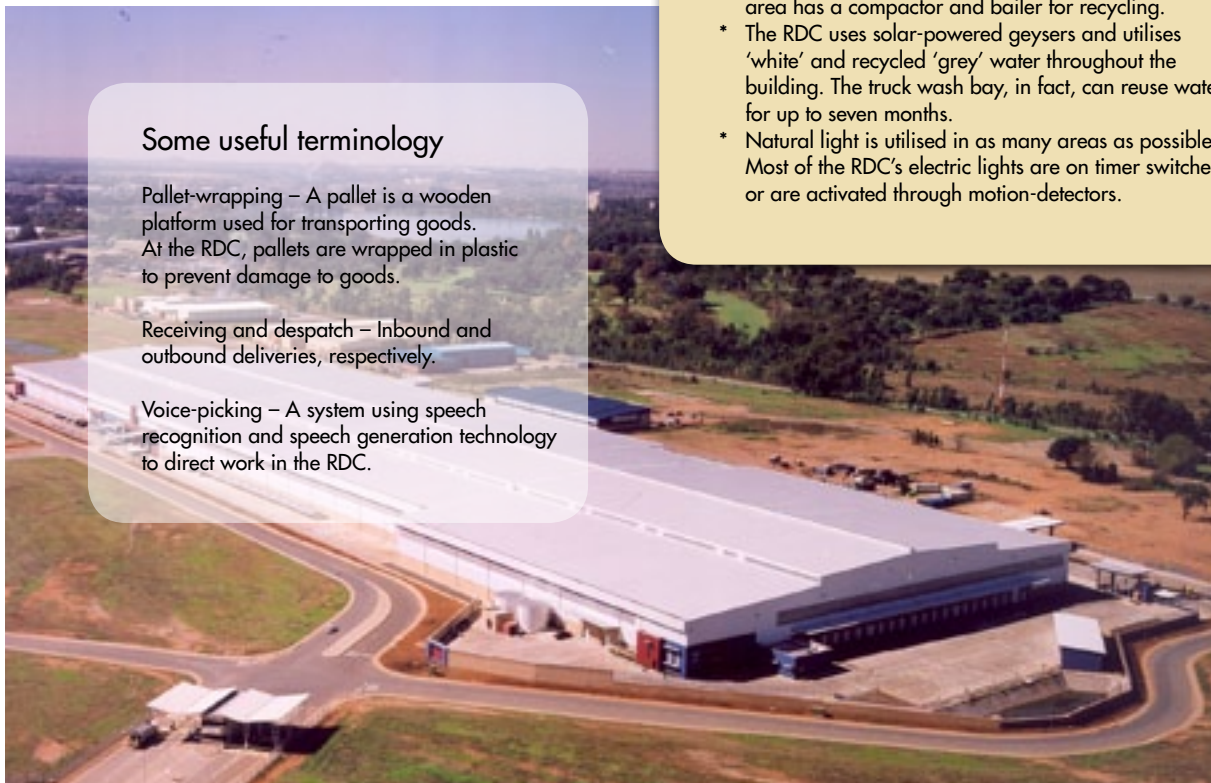 Some useful terminology
Pallet-wrapping – A pallet is a wooden
platform used for transporting goods.
At the RDC, pallets are wrapped in plastic
to prevent damage to goods.
Receiving and despatch – Inbound and
outbound deliveries, respectively.
Voice-picking – A system using speech
recognition and speech generation technology
to direct work in the RDC.
area has a compactor and bailer for recycling.
* The RDC uses solar-powered geysers and utilises
‘white’ and recycled ‘grey’ water throughout the
building. The truck wash bay, in fact, can reuse wate
for up to seven months.
* Natural light is utilised in as many areas as possible
Most of the RDC’s electric lights are on timer switche
or are activated through motion-detectors.